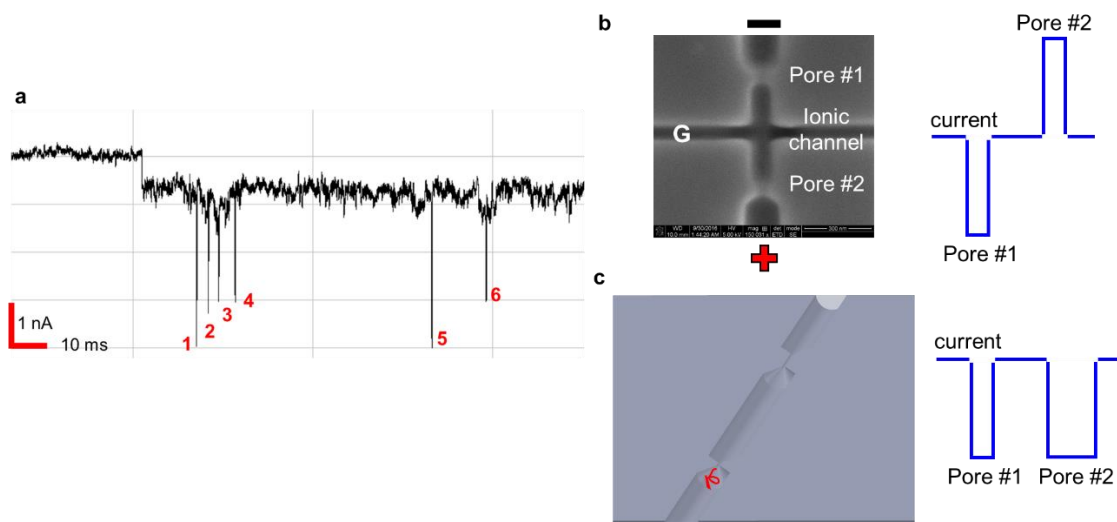 a
1 nA
10 ms
1
2
3
4
5
6
b
Pore #1
G
Ionic
channel
Pore #2
current
Pore #2
Pore #1
c
current
Pore #1
Pore #2